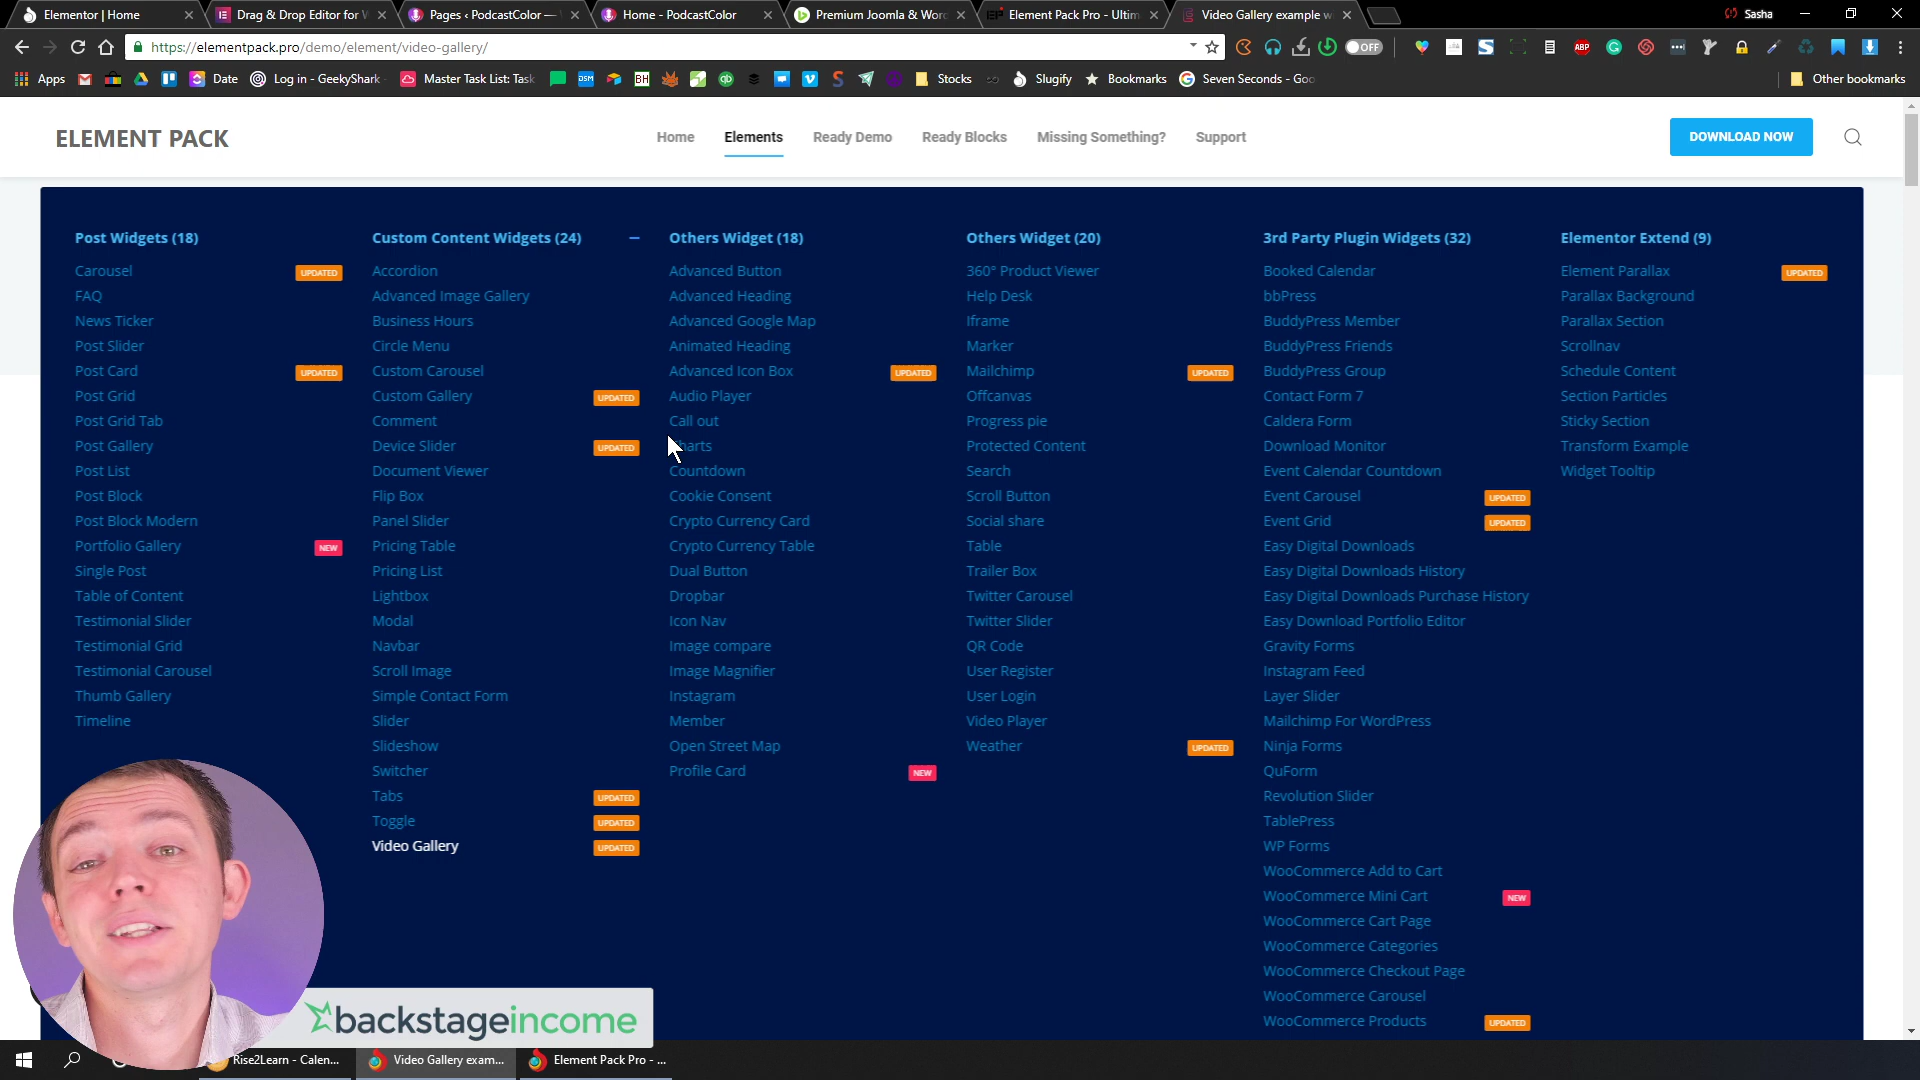 Elementor | Home
Drag & Drop Editor for W
Pages ‹ PodcastColor —
Home - PodcastColor
Premium Joomla & Wor
Element Pack Pro - Ultim
Video Gallery example w
Sasha
https://elementpack.pro/demo/element/video-gallery/
OFF
ABP
Apps
Date
Log in - GeekyShark
Master Task List: Task
DSM
BH
qb
Stocks
Slugify
Bookmarks
Seven Seconds - Goo
Other bookmarks
ELEMENT PACK
Home
Elements
Ready Demo
Ready Blocks
Missing Something?
Support
DOWNLOAD NOW
Post Widgets (18)
Carousel UPDATED
FAQ
News Ticker
Post Slider
Post Card UPDATED
Post Grid
Post Grid Tab
Post Gallery
Post List
Post Block
Post Block Modern
Portfolio Gallery NEW
Single Post
Table of Content
Testimonial Slider
Testimonial Grid
Testimonial Carousel
Thumb Gallery
Timeline
Custom Content Widgets (24) –
Accordion
Advanced Image Gallery
Business Hours
Circle Menu
Custom Carousel
Custom Gallery UPDATED
Comment
Device Slider UPDATED
Document Viewer
Flip Box
Panel Slider
Pricing Table
Pricing List
Lightbox
Modal
Navbar
Scroll Image
Simple Contact Form
Slider
Slideshow
Switcher
Tabs UPDATED
Toggle UPDATED
Video Gallery UPDATED
Others Widget (18)
Advanced Button
Advanced Heading
Advanced Google Map
Animated Heading
Advanced Icon Box UPDATED
Audio Player
Call out
Charts
Countdown
Cookie Consent
Crypto Currency Card
Crypto Currency Table
Dual Button
Dropbar
Icon Nav
Image compare
Image Magnifier
Instagram
Member
Open Street Map
Profile Card NEW
Others Widget (20)
360° Product Viewer
Help Desk
Iframe
Marker
Mailchimp UPDATED
Offcanvas
Progress pie
Protected Content
Search
Scroll Button
Social share
Table
Trailer Box
Twitter Carousel
Twitter Slider
QR Code
User Register
User Login
Video Player
Weather UPDATED
3rd Party Plugin Widgets (32)
Booked Calendar
bbPress
BuddyPress Member
BuddyPress Friends
BuddyPress Group
Contact Form 7
Caldera Form
Download Monitor
Event Calendar Countdown
Event Carousel UPDATED
Event Grid UPDATED
Easy Digital Downloads
Easy Digital Downloads History
Easy Digital Downloads Purchase History
Easy Download Portfolio Editor
Gravity Forms
Instagram Feed
Layer Slider
Mailchimp For WordPress
Ninja Forms
QuForm
Revolution Slider
TablePress
WP Forms
WooCommerce Add to Cart
WooCommerce Mini Cart NEW
WooCommerce Cart Page
WooCommerce Categories
WooCommerce Checkout Page
WooCommerce Carousel
WooCommerce Products UPDATED
Elementor Extend (9)
Element Parallax UPDATED
Parallax Background
Parallax Section
Scrollnav
Schedule Content
Section Particles
Sticky Section
Transform Example
Widget Tooltip
backstageincome
Rise2Learn - Calen...
Video Gallery exam...
Element Pack Pro - ...